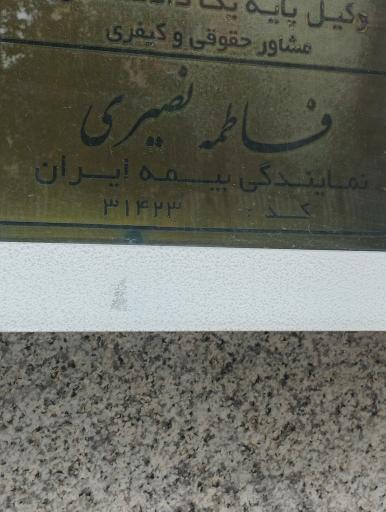 وکیل پایه یک
مشاور حقوقی و کیفری
فاطمه نصیری
نمایندگی بیمه ایران
کد: ۳۱۴۲۳